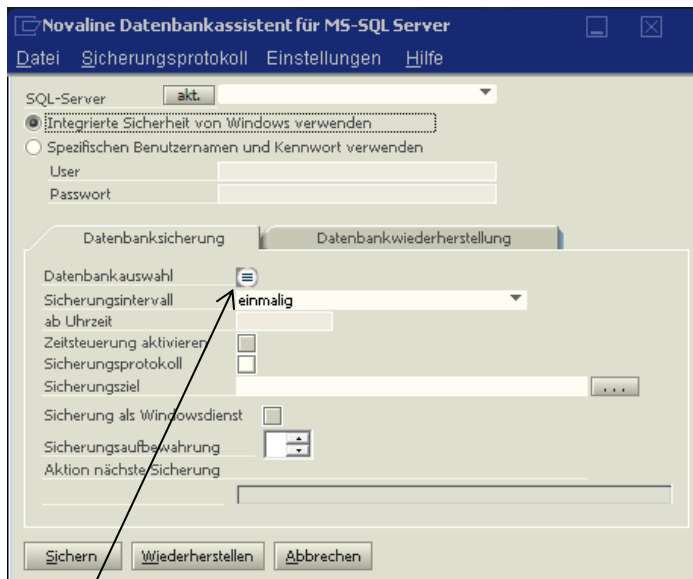 Novaline Datenbankassistent für MS-SQL Server
Datei Sicherungsprotokoll Einstellungen Hilfe
SQL-Server akt.
Integrierte Sicherheit von Windows verwenden
Spezifischen Benutzernamen und Kennwort verwenden
User
Passwort
Datenbanksicherung Datenbankwiederherstellung
Datenbankauswahl
Sicherungsintervall einmalig
ab Uhrzeit
Zeitsteuerung aktivieren
Sicherungsprotokoll
Sicherungsziel ...
Sicherung als Windowsdienst
Sicherungsaufbewahrung
Aktion nächste Sicherung
Sichern Wiederherstellen Abbrechen